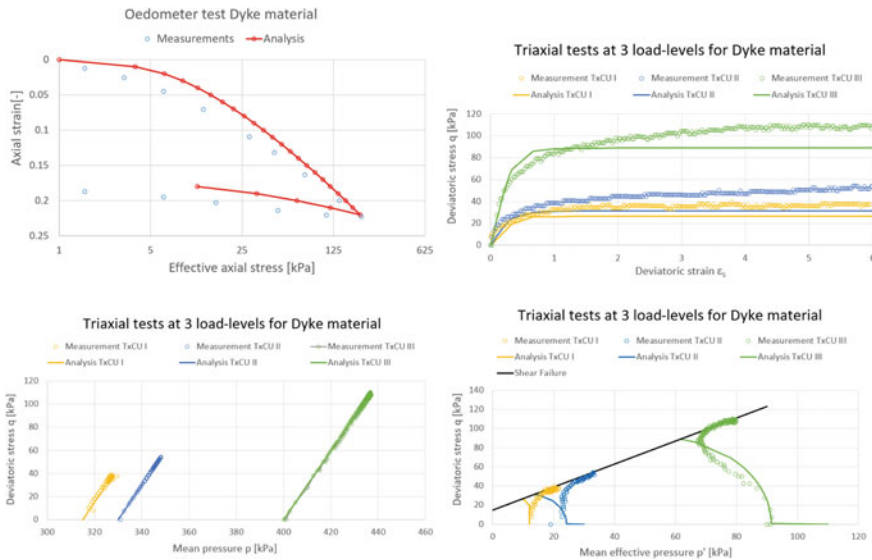 Oedometer test Dyke material
Measurements Analysis
0
0.05
0.1
0.15
0.2
0.25
Axial strain[-]
1 5 25 125 625
Effective axial stress [kPa]
Triaxial tests at 3 load-levels for Dyke material
Measurement TxCU I Measurement TxCU II Measurement TxCU III
Analysis TxCU I Analysis TxCU II Analysis TxCU III
120
100
80
60
40
20
0
Deviatoric stress q [kPa]
0 1 2 3 4 5 6
Deviatoric strain εs
Triaxial tests at 3 load-levels for Dyke material
Measurement TxCU I Measurement TxCU II Measurement TxCU III
Analysis TxCU I Analysis TxCU II Analysis TxCU III
120
100
80
60
40
20
0
Deviatoric stress q [kPa]
300 320 340 360 380 400 420 440 460
Mean pressure p [kPa]
Triaxial tests at 3 load-levels for Dyke material
Measurement TxCU I Measurement TxCU II Measurement TxCU III
Analysis TxCU I Analysis TxCU II Analysis TxCU III
Shear Failure
140
120
100
80
60
40
20
0
Deviatoric stress q [kPa]
0 20 40 60 80 100 120
Mean effective pressure p' [kPa]